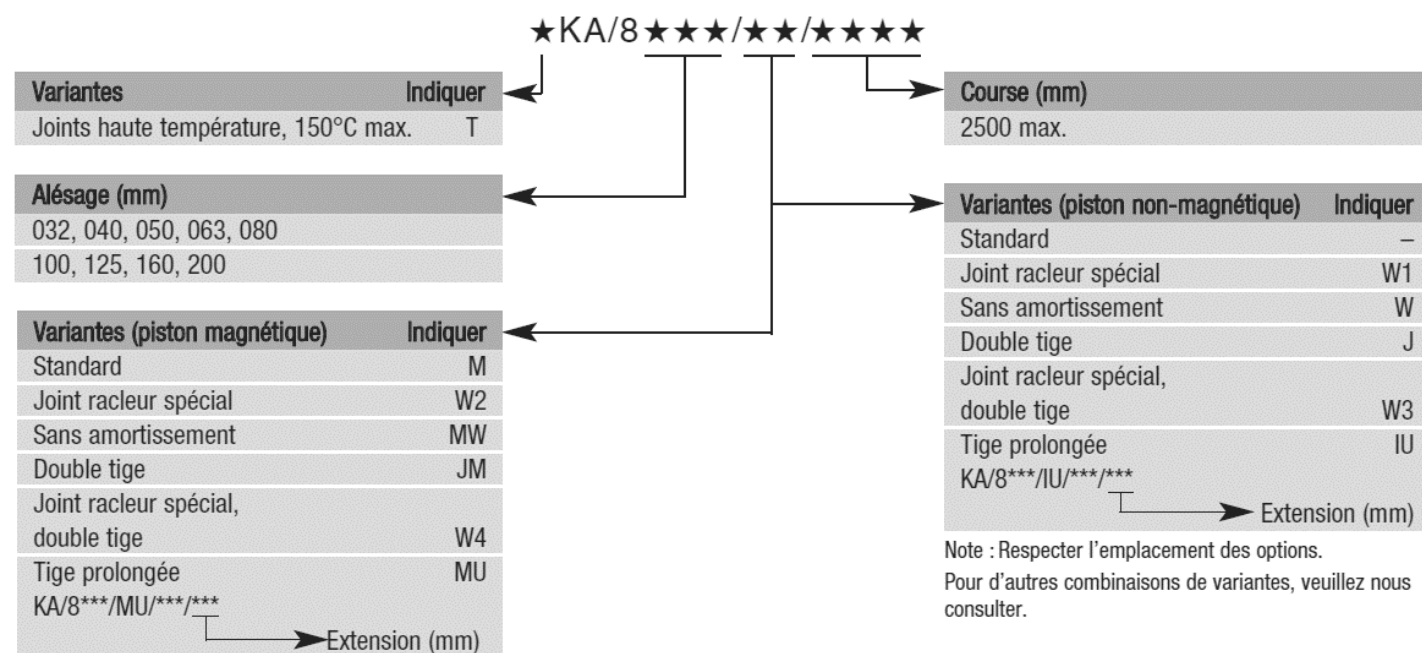 ★KA/8★★★/★★/★★★★
Variantes Indiquer
Joints haute température, 150°C max. T
Alésage (mm)
032, 040, 050, 063, 080
100, 125, 160, 200
Variantes (piston magnétique) Indiquer
Standard M
Joint racleur spécial W2
Sans amortissement MW
Double tige JM
Joint racleur spécial,
double tige W4
Tige prolongée MU
KA/8***/MU/***/***
Extension (mm)
Course (mm)
2500 max.
Variantes (piston non-magnétique) Indiquer
Standard –
Joint racleur spécial W1
Sans amortissement W
Double tige J
Joint racleur spécial,
double tige W3
Tige prolongée IU
KA/8***/IU/***/***
Extension (mm)
Note : Respecter l’emplacement des options.
Pour d’autres combinaisons de variantes, veuillez nous
consulter.